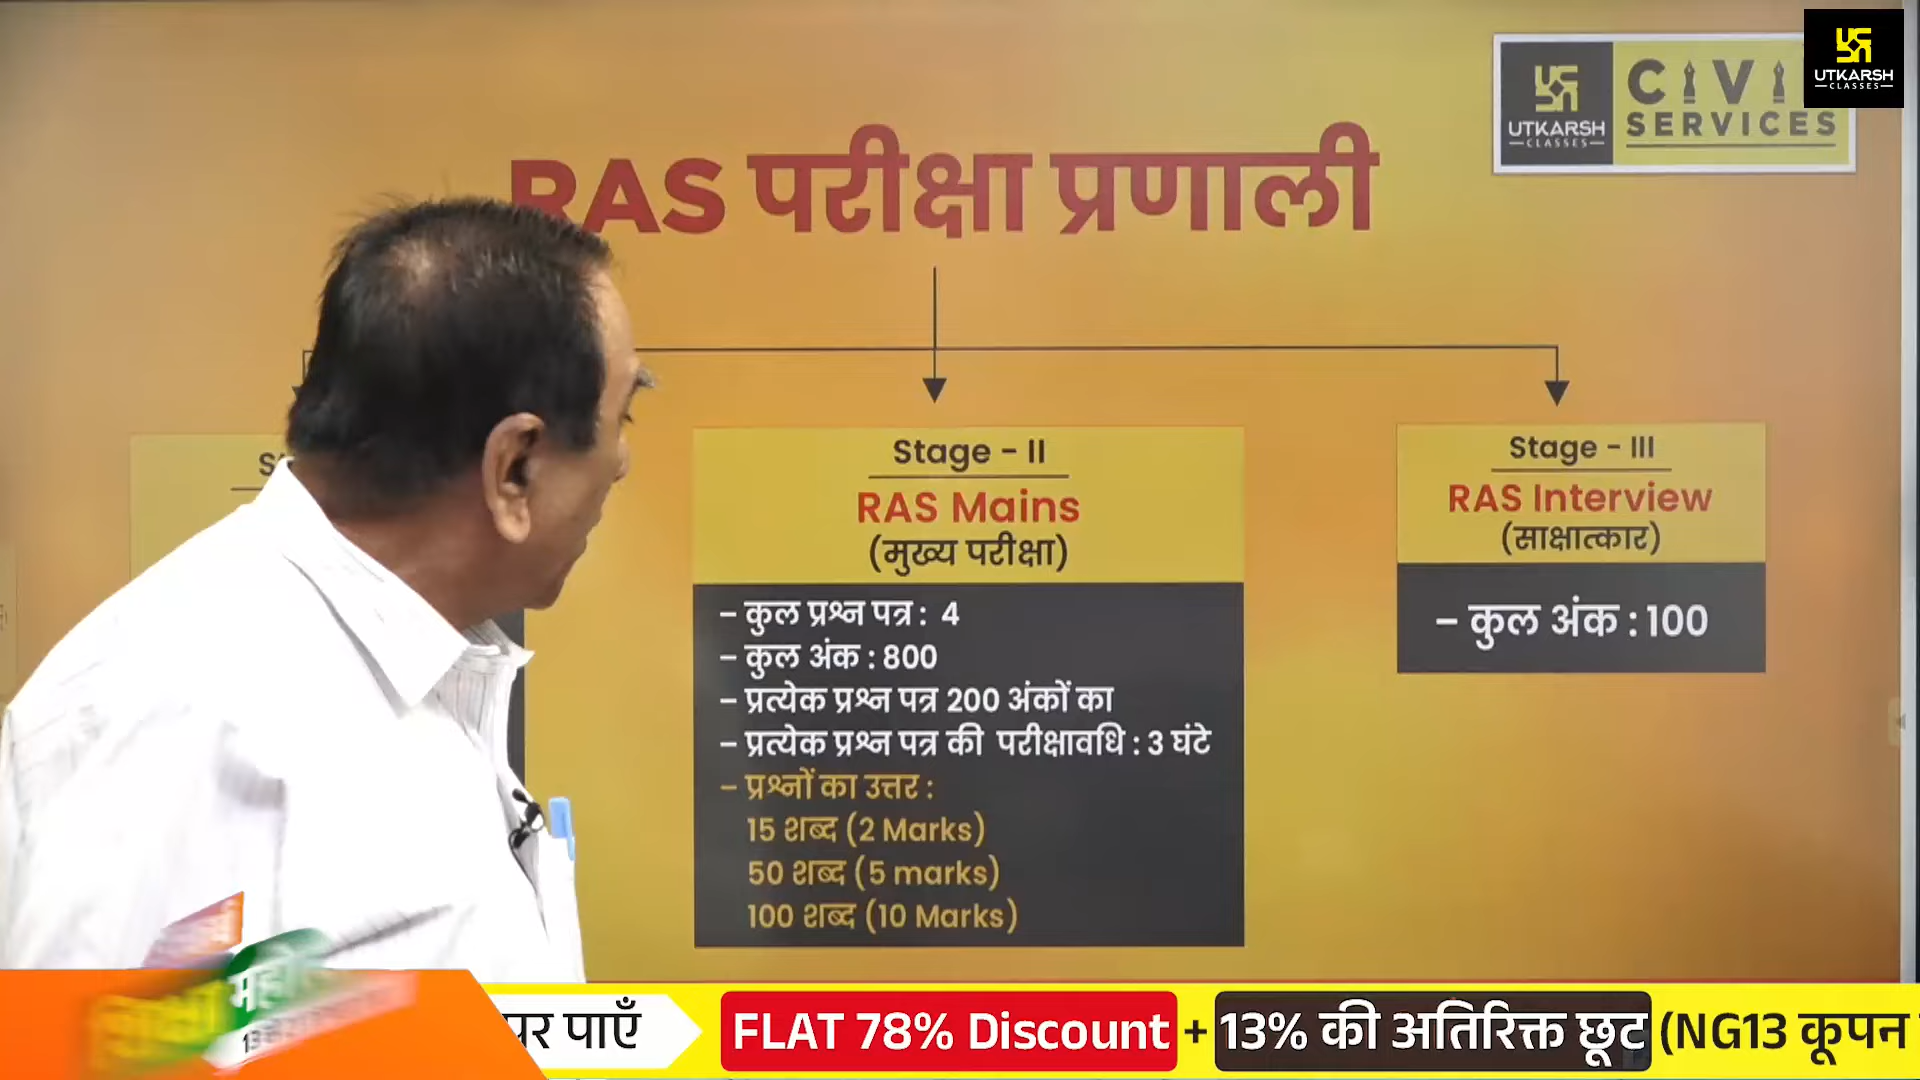 UTKARSH
CLASSES
UTKARSH
CLASSES
SERVICES
RAS परीक्षा प्रणाली
Stage - II
RAS Mains
(मुख्य परीक्षा)
– कुल प्रश्न पत्र : 4
– कुल अंक : 800
– प्रत्येक प्रश्न पत्र 200 अंकों का
– प्रत्येक प्रश्न पत्र की परीक्षावधि : 3 घंटे
– प्रश्नों का उत्तर :
15 शब्द (2 Marks)
50 शब्द (5 marks)
100 शब्द (10 Marks)
Stage - III
RAS Interview
(साक्षात्कार)
– कुल अंक : 100
पर पाएँ FLAT 78% Discount + 13% की अतिरिक्त छूट (NG13 कूपन